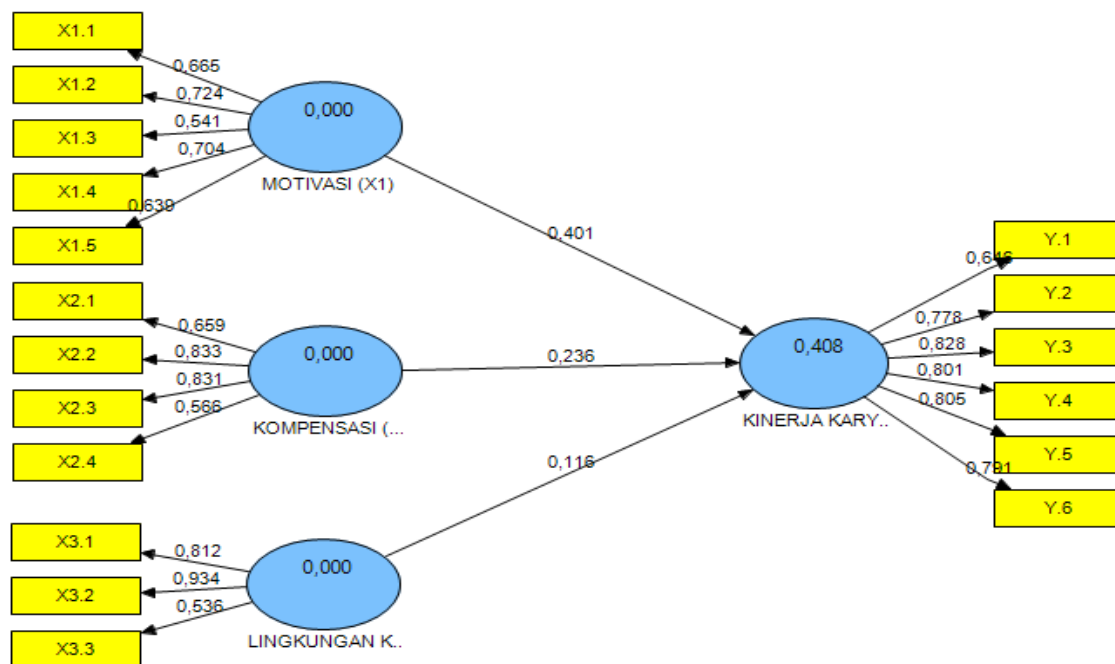 X1.1
0,665
X1.2
0,724
0,000
X1.3
0,541
X1.4
0,704
MOTIVASI (X1)
0,639
X1.5
0,401
X2.1
0,659
X2.2
0,833
0,000
X2.3
0,831
0,236
X2.4
0,566
KOMPENSASI (...
X3.1
0,812
0,000
0,116
X3.2
0,934
X3.3
0,536
LINGKUNGAN K..
0,408
KINERJA KARY..
0,646
Y.1
0,778
Y.2
0,828
Y.3
0,801
Y.4
0,805
Y.5
0,791
Y.6